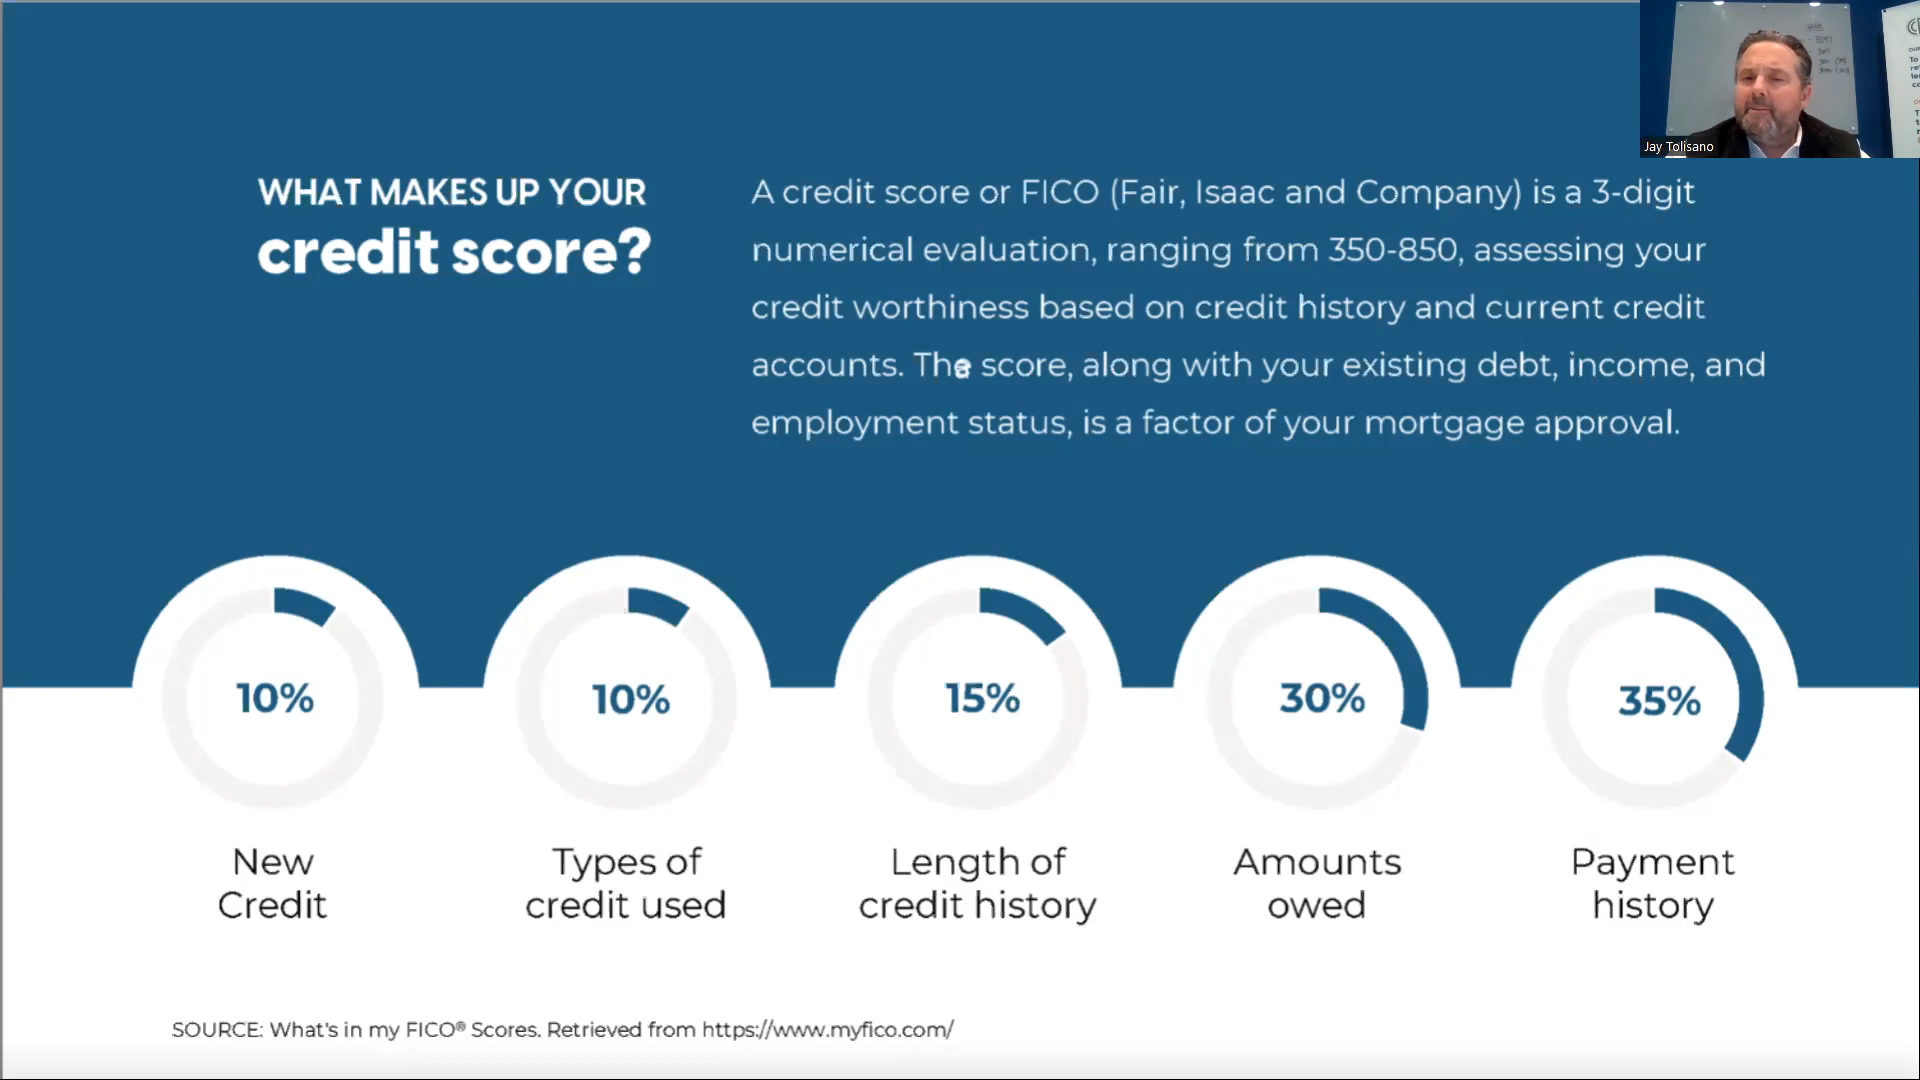 WHAT MAKES UP YOUR
credit score?
A credit score or FICO (Fair, Isaac and Company) is a 3-digit
numerical evaluation, ranging from 350-850, assessing your
credit worthiness based on credit history and current credit
accounts. The score, along with your existing debt, income, and
employment status, is a factor of your mortgage approval.
Jay Tolisano
10%
10%
15%
30%
35%
New
Credit
Types of
credit used
Length of
credit history
Amounts
owed
Payment
history
SOURCE: What's in my FICO® Scores. Retrieved from https://www.myfico.com/